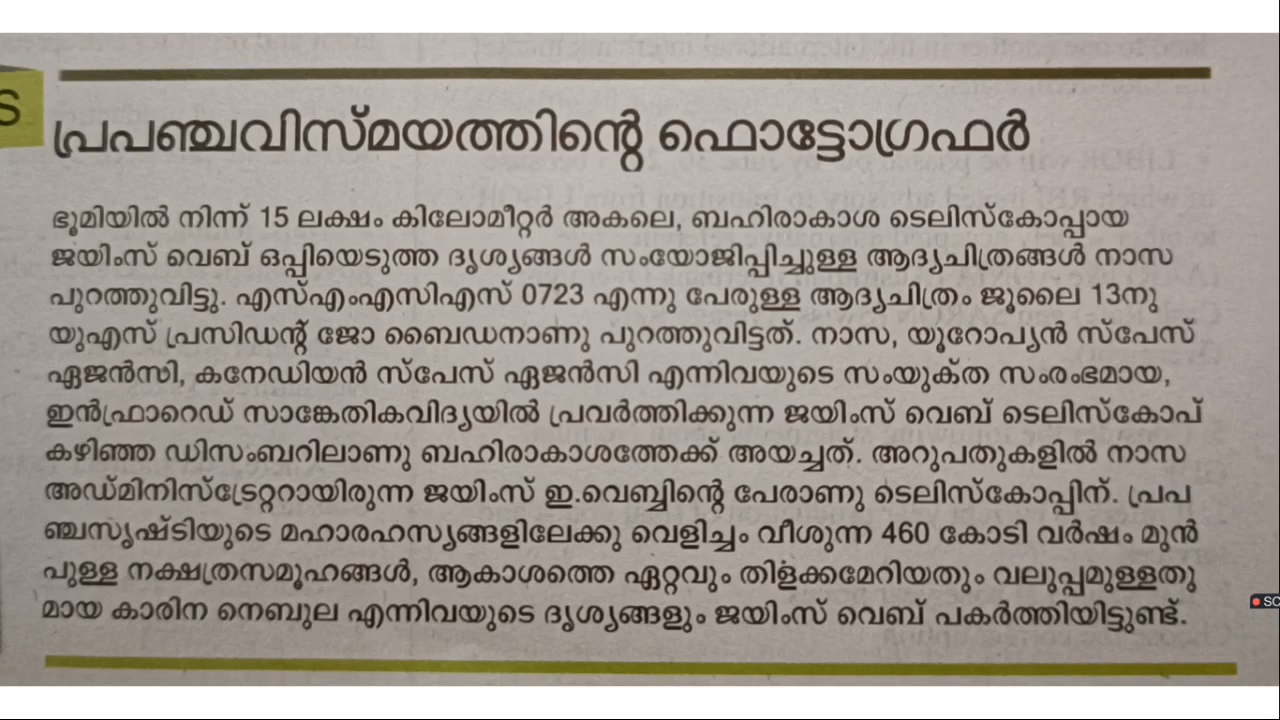 S
പ്രപഞ്ചവിസ്മയത്തിന്റെ ഫൊട്ടോഗ്രഫർ
ഭൂമിയിൽ നിന്ന് 15 ലക്ഷം കിലോമീറ്റർ അകലെ, ബഹിരാകാശ ടെലിസ്കോപ്പായ
ജയിംസ് വെബ് ഒപ്പിയെടുത്ത ദൃശ്യങ്ങൾ സംയോജിപ്പിച്ചുള്ള ആദ്യചിത്രങ്ങൾ നാസ
പുറത്തുവിട്ടു. എസ്എംഎസിഎസ് 0723 എന്നു പേരുള്ള ആദ്യചിത്രം ജൂലൈ 13നു
യുഎസ് പ്രസിഡന്റ് ജോ ബൈഡനാണു പുറത്തുവിട്ടത്. നാസ, യൂറോപ്യൻ സ്പേസ്
ഏജൻസി, കനേഡിയൻ സ്പേസ് ഏജൻസി എന്നിവയുടെ സംയുക്ത സംരംഭമായ,
ഇൻഫ്രാറെഡ് സാങ്കേതികവിദ്യയിൽ പ്രവർത്തിക്കുന്ന ജയിംസ് വെബ് ടെലിസ്കോപ്
കഴിഞ്ഞ ഡിസംബറിലാണു ബഹിരാകാശത്തേക്ക് അയച്ചത്. അറുപതുകളിൽ നാസ
അഡ്മിനിസ്ട്രേറ്ററായിരുന്ന ജയിംസ് ഇ.വെബ്ബിന്റെ പേരാണു ടെലിസ്കോപ്പിന്. പ്രപ
ഞ്ചസൃഷ്ടിയുടെ മഹാരഹസ്യങ്ങളിലേക്കു വെളിച്ചം വീശുന്ന 460 കോടി വർഷം മുൻ
പുള്ള നക്ഷത്രസമൂഹങ്ങൾ, ആകാശത്തെ ഏറ്റവും തിളക്കമേറിയതും വലുപ്പമുള്ളതു
മായ കാരിന നെബുല എന്നിവയുടെ ദൃശ്യങ്ങളും ജയിംസ് വെബ് പകർത്തിയിട്ടുണ്ട്.
SC